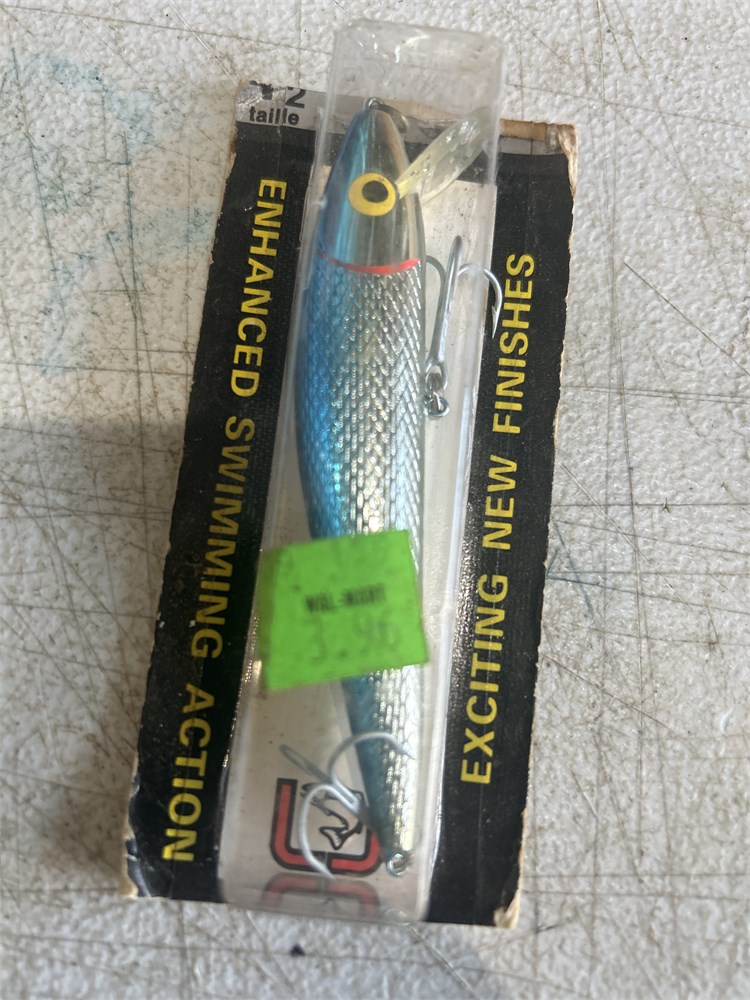 2
taille
ENHANCED SWIMMING ACTION
EXCITING NEW FINISHES
WAL-MART
3.96